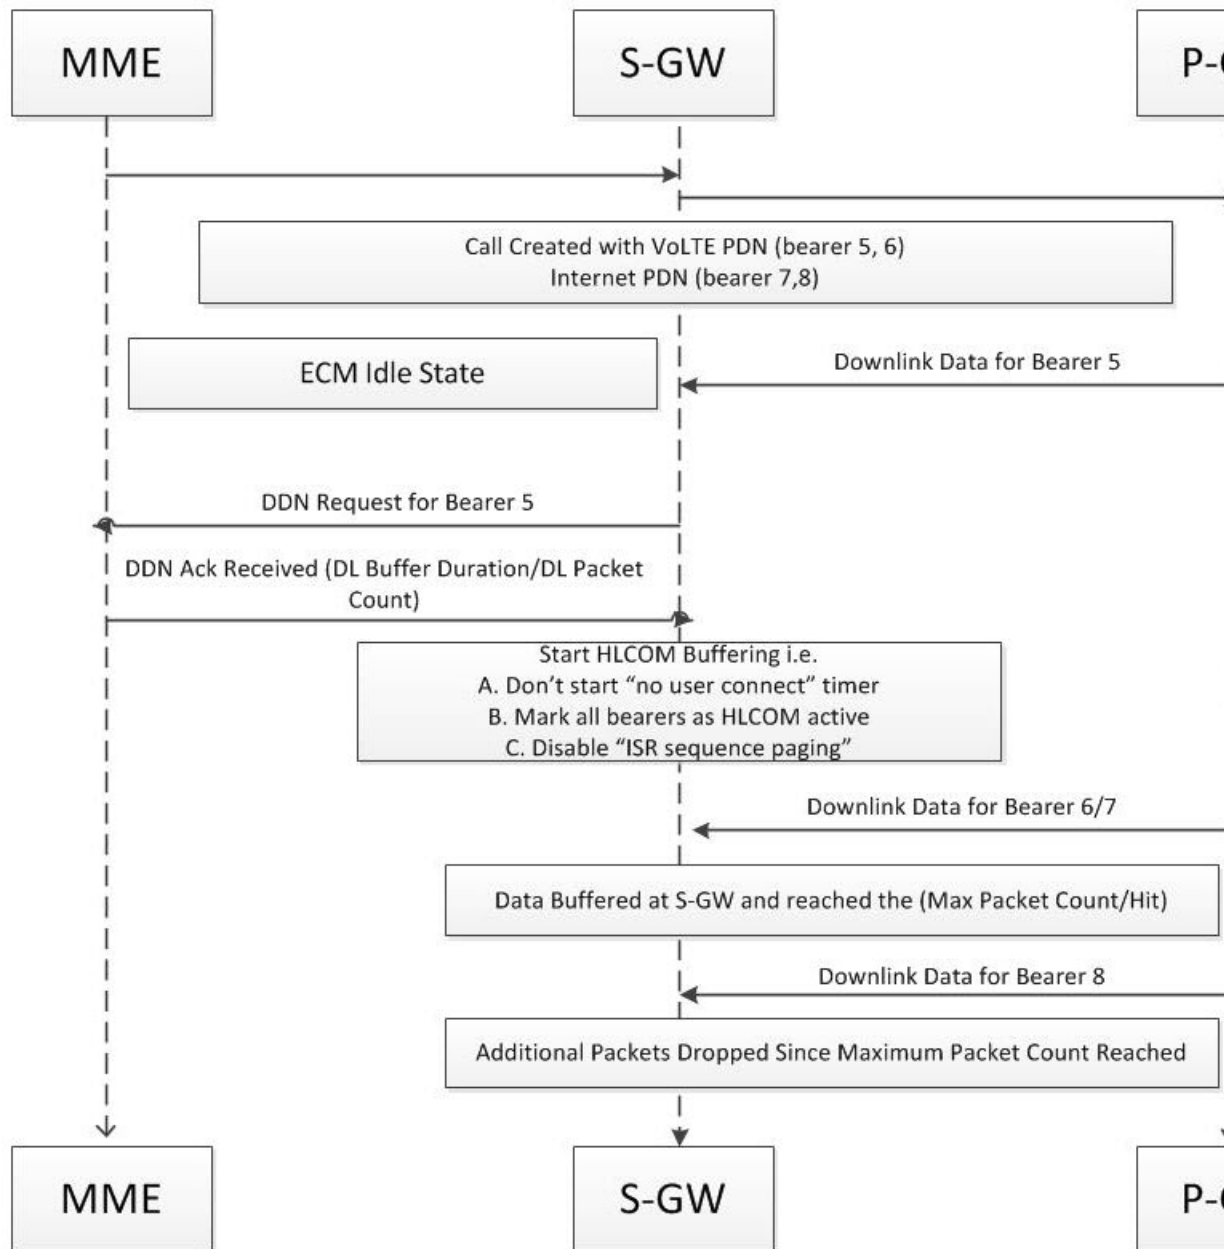 MME
S-GW
P-
Call Created with VoLTE PDN (bearer 5, 6)
Internet PDN (bearer 7,8)
ECM Idle State
Downlink Data for Bearer 5
DDN Request for Bearer 5
DDN Ack Received (DL Buffer Duration/DL Packet
Count)
Start HLCOM Buffering i.e.
A. Don't start “no user connect” timer
B. Mark all bearers as HLCOM active
C. Disable “ISR sequence paging”
Downlink Data for Bearer 6/7
Data Buffered at S-GW and reached the (Max Packet Count/Hit)
Downlink Data for Bearer 8
Additional Packets Dropped Since Maximum Packet Count Reached
MME
S-GW
P-